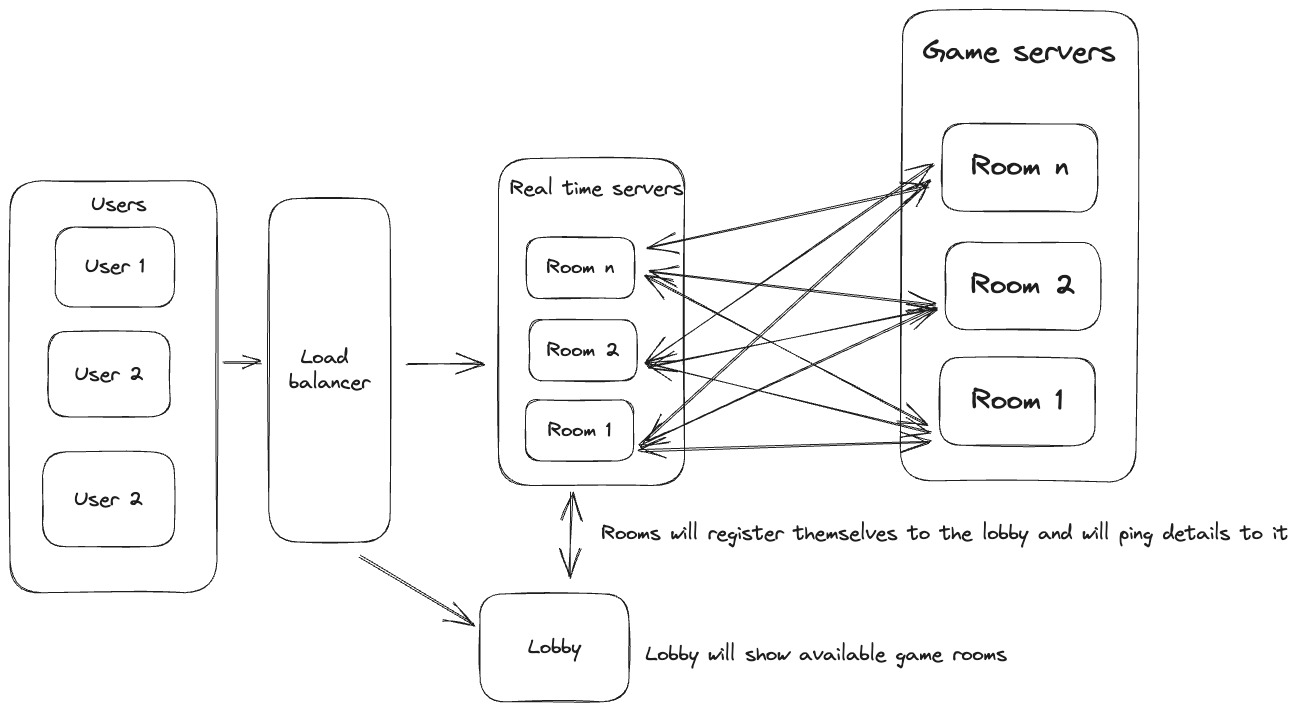 Game servers
Room n
Room 2
Room 1
Users
User 1
User 2
User 2
Load
balancer
Real time servers
Room n
Room 2
Room 1
Rooms will register themselves to the lobby and will ping details to it
Lobby
Lobby will show available game rooms